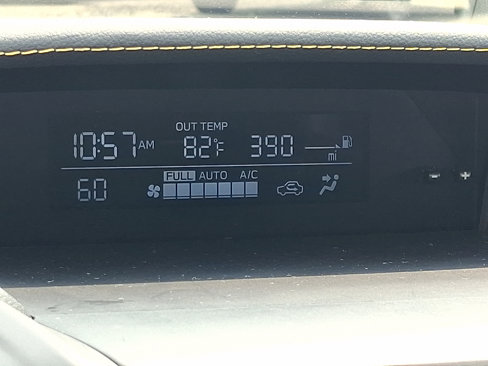 OUT TEMP
10:57 AM 82°F 390 mi
FULL AUTO A/C
60
- +